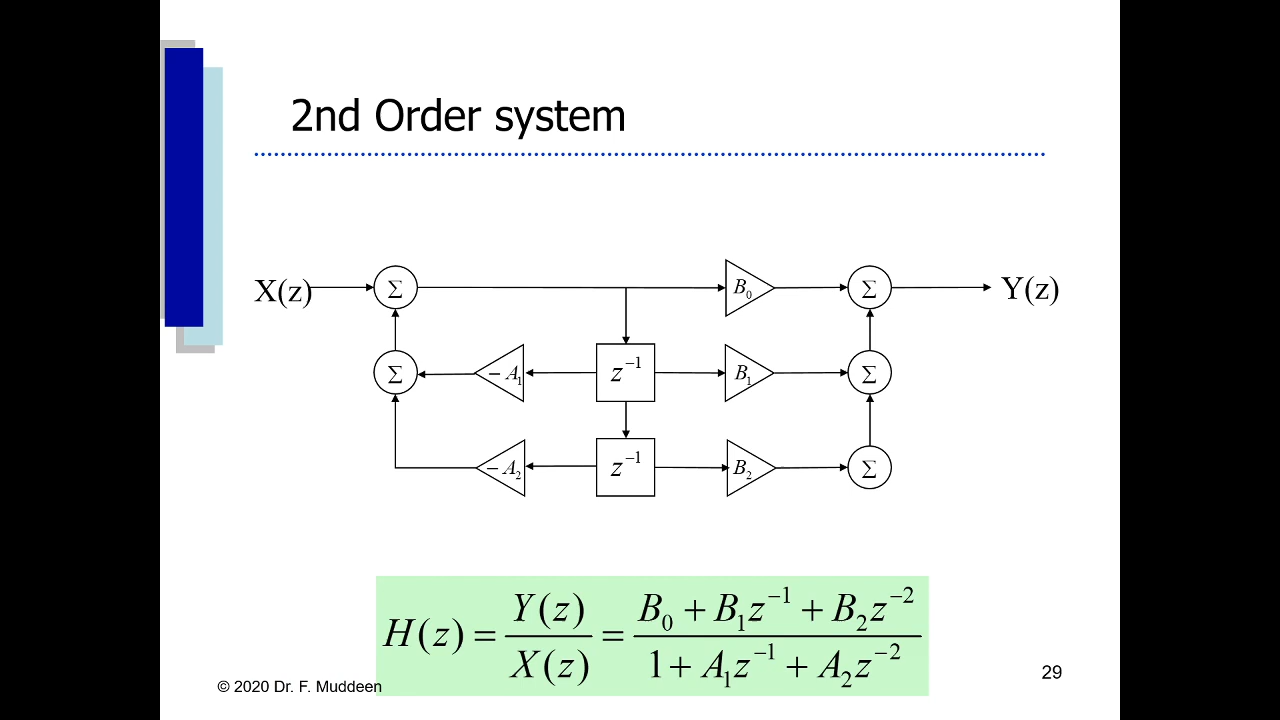 2nd Order system
X(z) Σ B₀ Σ Y(z)
Σ − A₁ z⁻¹ B₁ Σ
− A₂ z⁻¹ B₂ Σ
H(z) = Y(z) / X(z) = (B₀ + B₁z⁻¹ + B₂z⁻²) / (1 + A₁z⁻¹ + A₂z⁻²)
© 2020 Dr. F. Muddeen
29